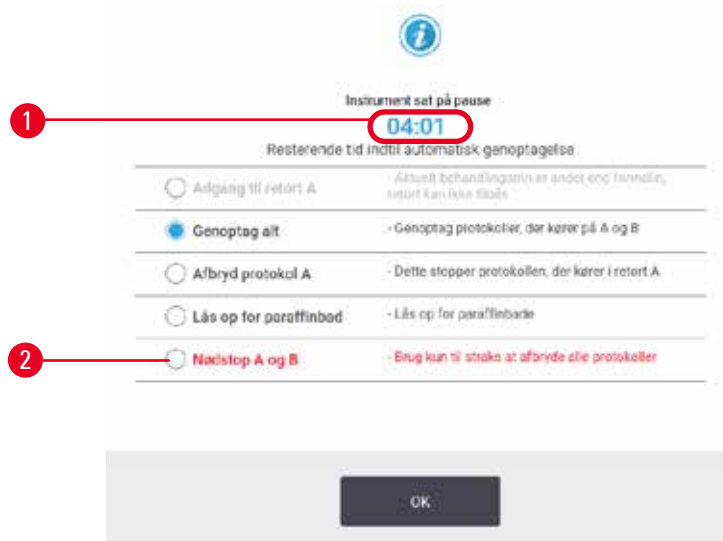 Instrument sat på pause
1
04:01
Resterende tid indtil automatisk genoptagelse
Adgang til retort A
- Aktuelt behandlingstrin er andet end formalin,
retort kan ikke tilgås
Genoptag alt
- Genoptag protokoller, der kører på A og B
Afbryd protokol A
- Dette stopper protokollen, der kører i retort A
Lås op for paraffinbad
- Lås op for paraffinbade
2
Nødstop A og B
- Brug kun til straks at afbryde alle protokoller
OK